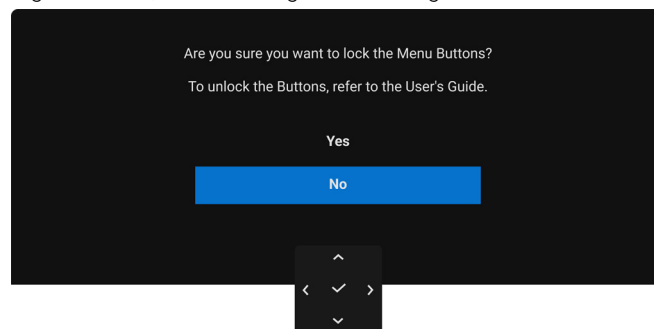 Are you sure you want to lock the Menu Buttons?
To unlock the Buttons, refer to the User's Guide.
Yes
No